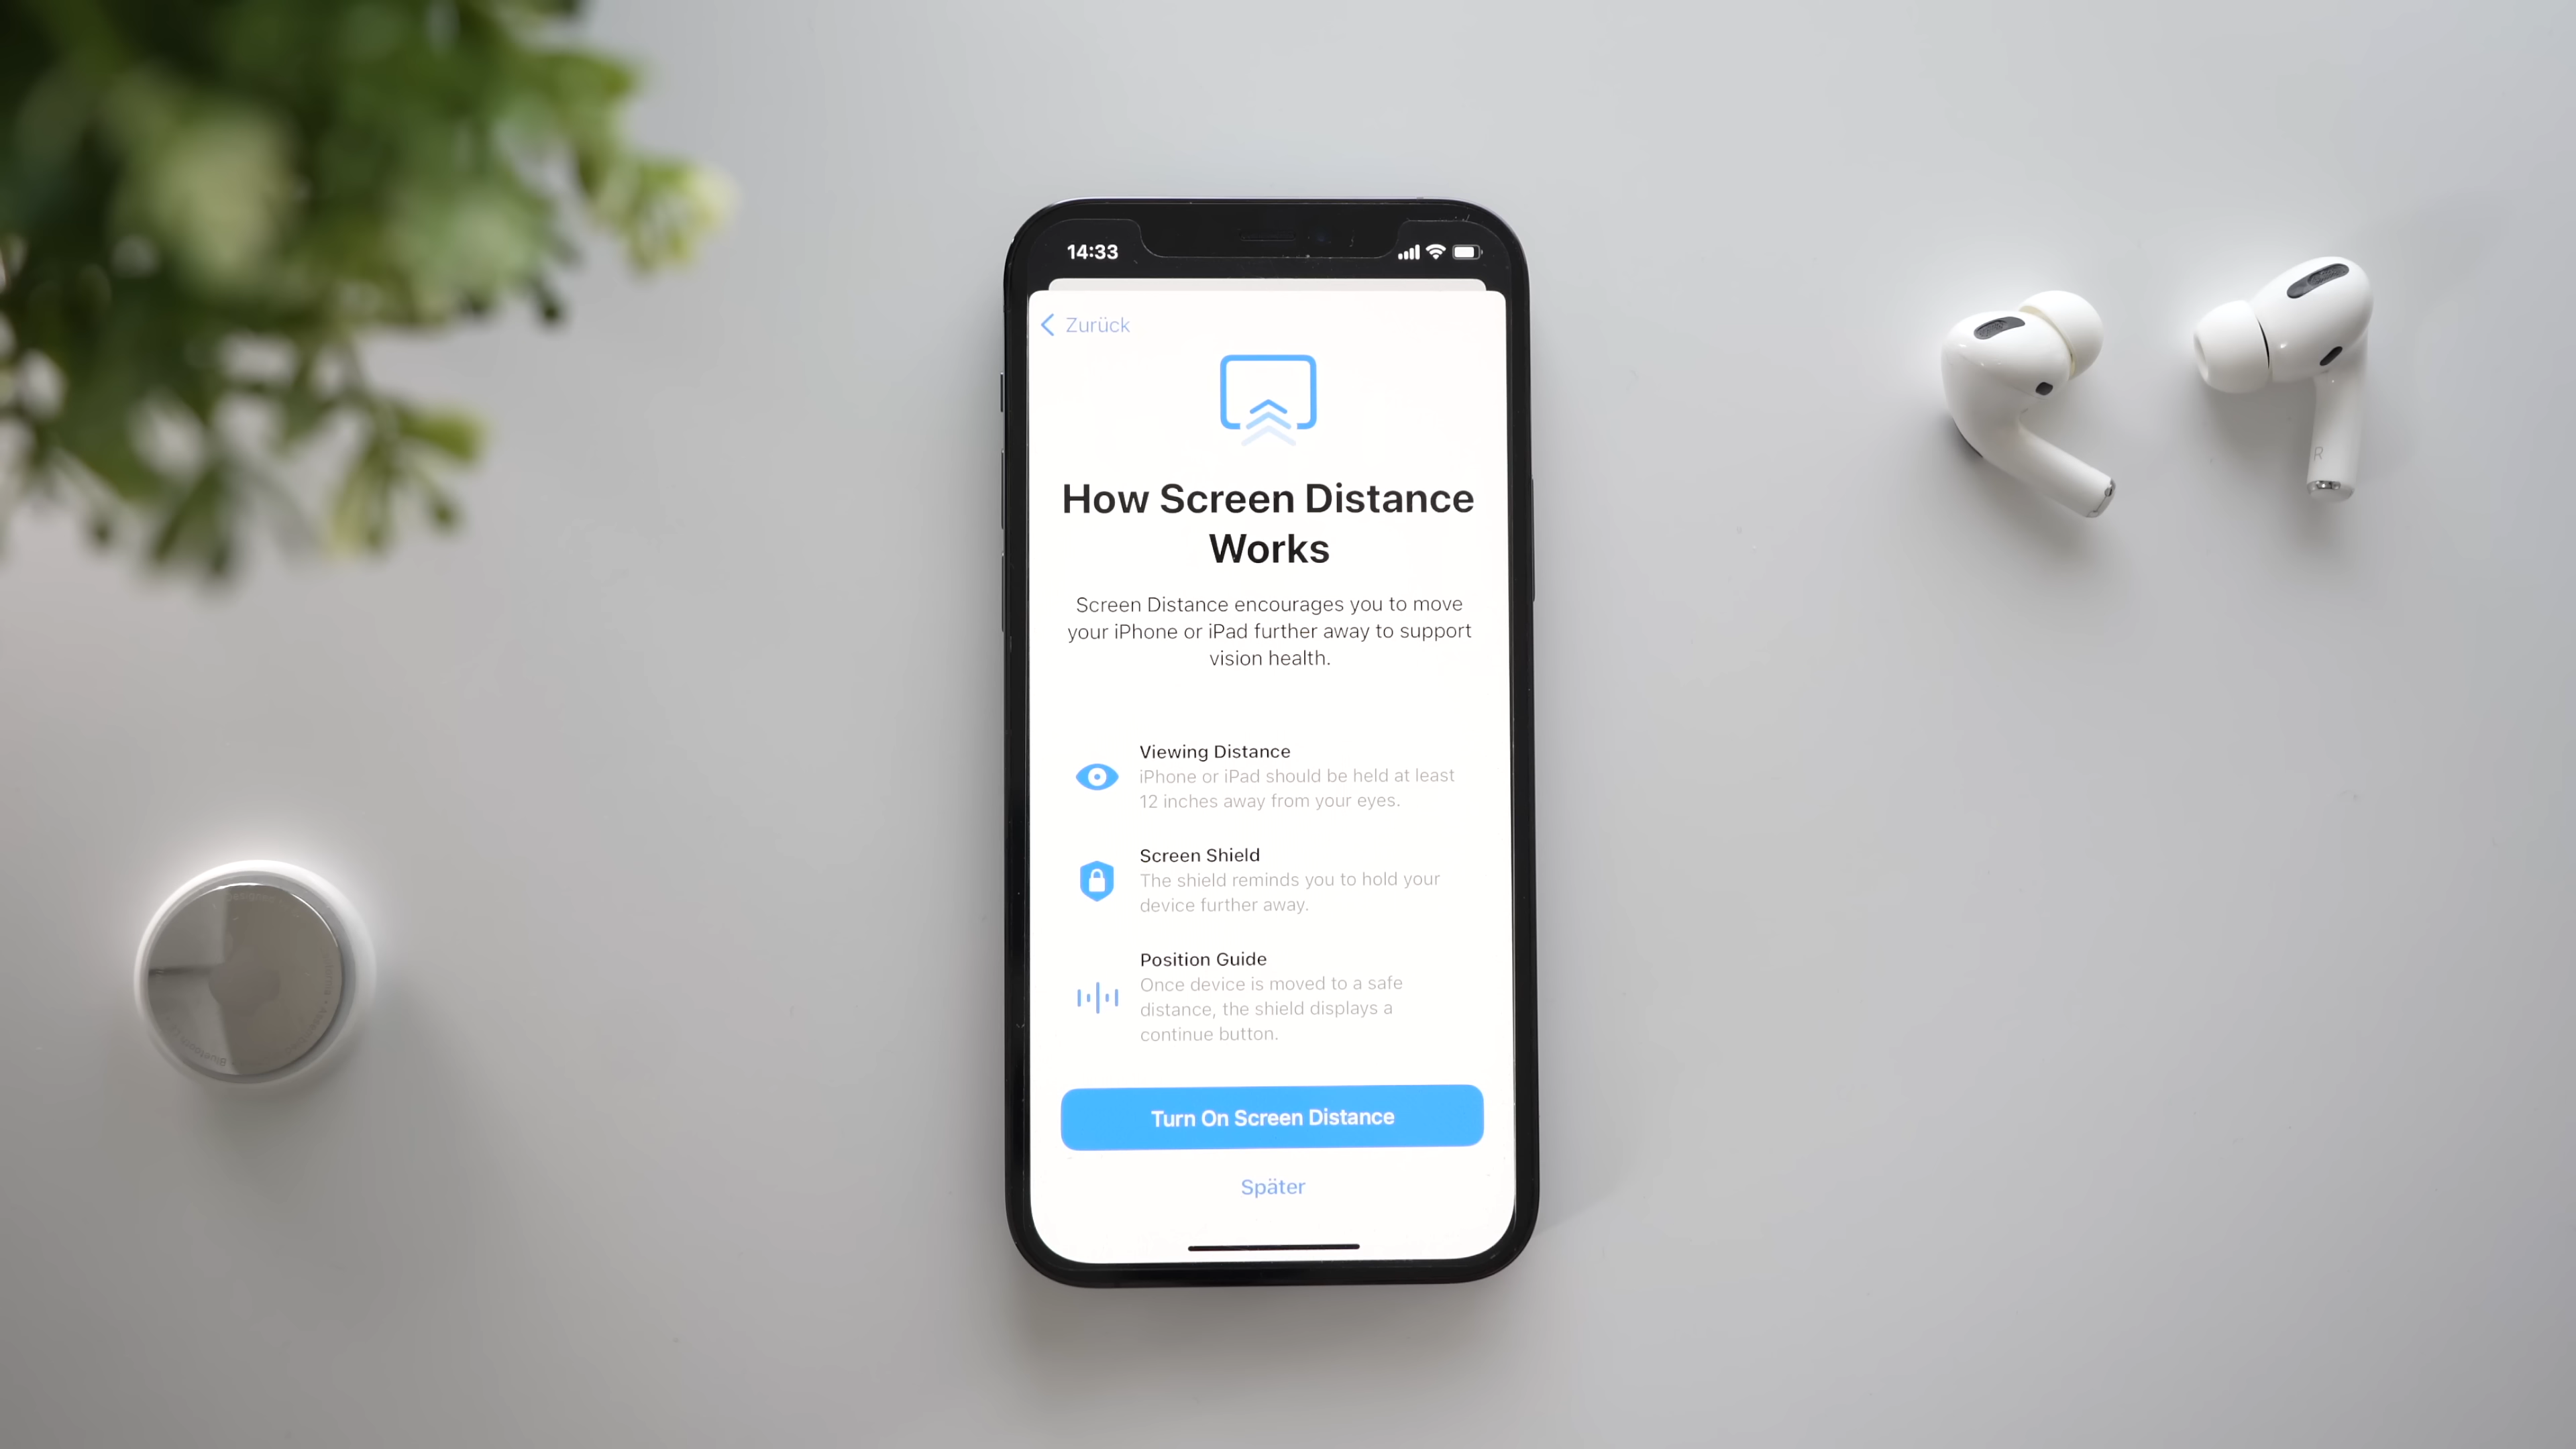 14:33
Zurück
How Screen Distance
Works
Screen Distance encourages you to move
your iPhone or iPad further away to support
vision health.
Viewing Distance
iPhone or iPad should be held at least
12 inches away from your eyes.
Screen Shield
The shield reminds you to hold your
device further away.
Position Guide
Once device is moved to a safe
distance, the shield displays a
continue button.
Turn On Screen Distance
Später
R